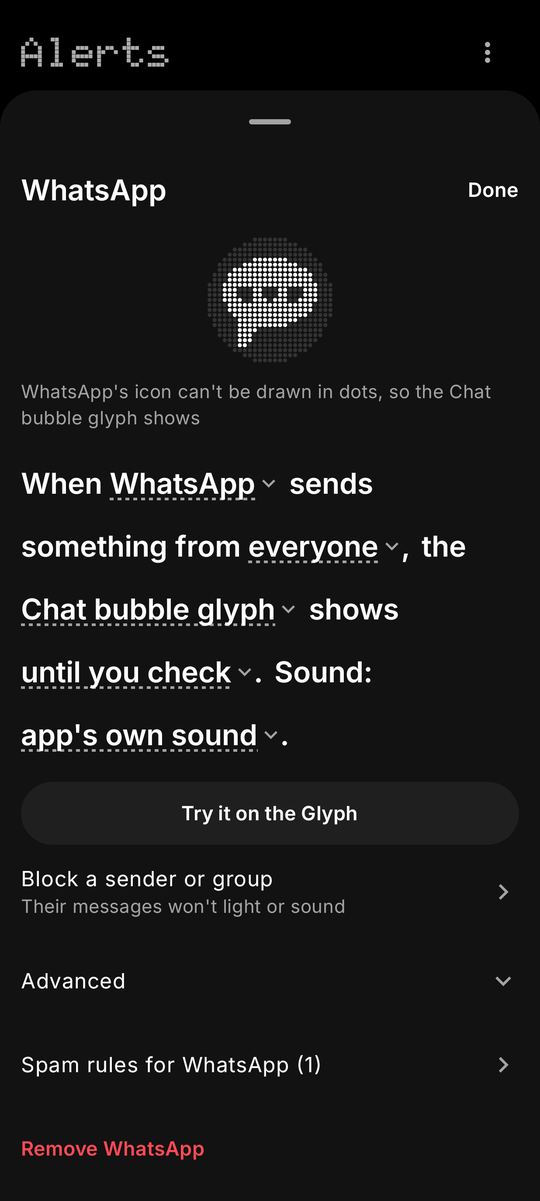 Alerts
WhatsApp
Done
WhatsApp's icon can't be drawn in dots, so the Chat
bubble glyph shows
When WhatsApp sends
something from everyone, the
Chat bubble glyph shows
until you check. Sound:
app's own sound.
Try it on the Glyph
Block a sender or group
Their messages won't light or sound
Advanced
Spam rules for WhatsApp (1)
Remove WhatsApp